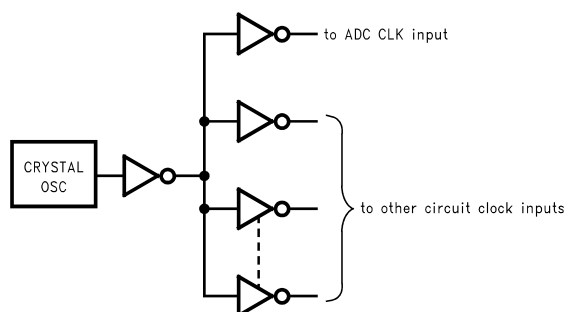 to ADC CLK input
CRYSTAL
OSC
to other circuit clock inputs